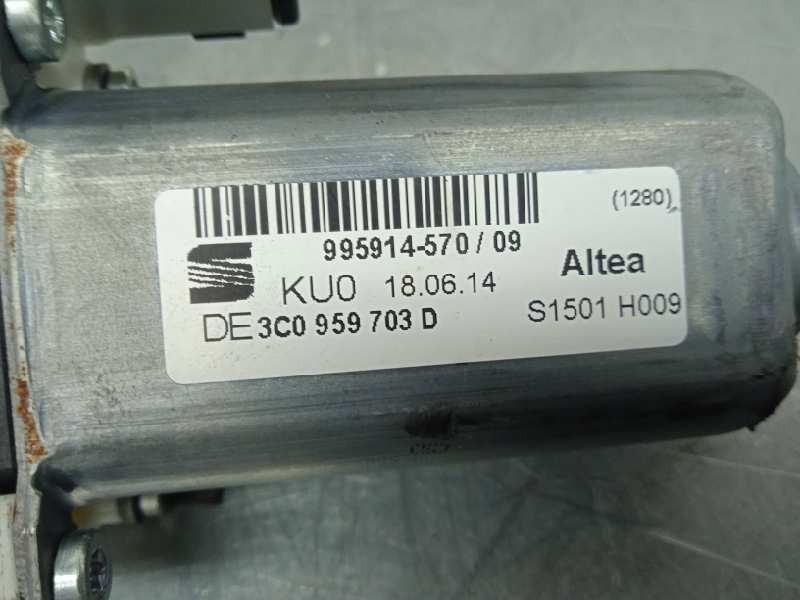 (1280)
995914-570 / 09
KU0 18.06.14
Altea
DE 3C0 959 703 D
S1501 H009